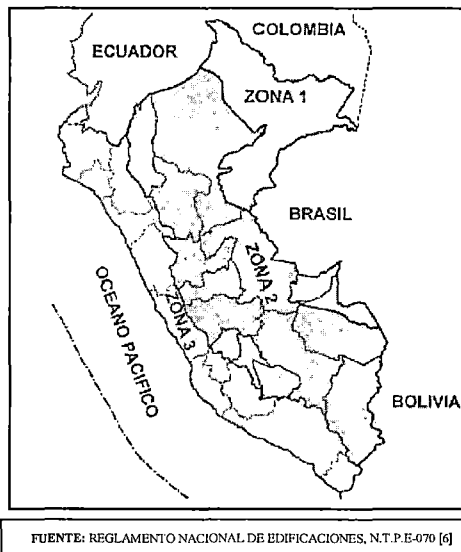 COLOMBIA
ECUADOR
ZONA 1
BRASIL
ZONA 2
OCEANO PACIFICO
ZONA 3
BOLIVIA
FUENTE: REGLAMENTO NACIONAL DE EDIFICACIONES, N.T.P.E-070 [6]